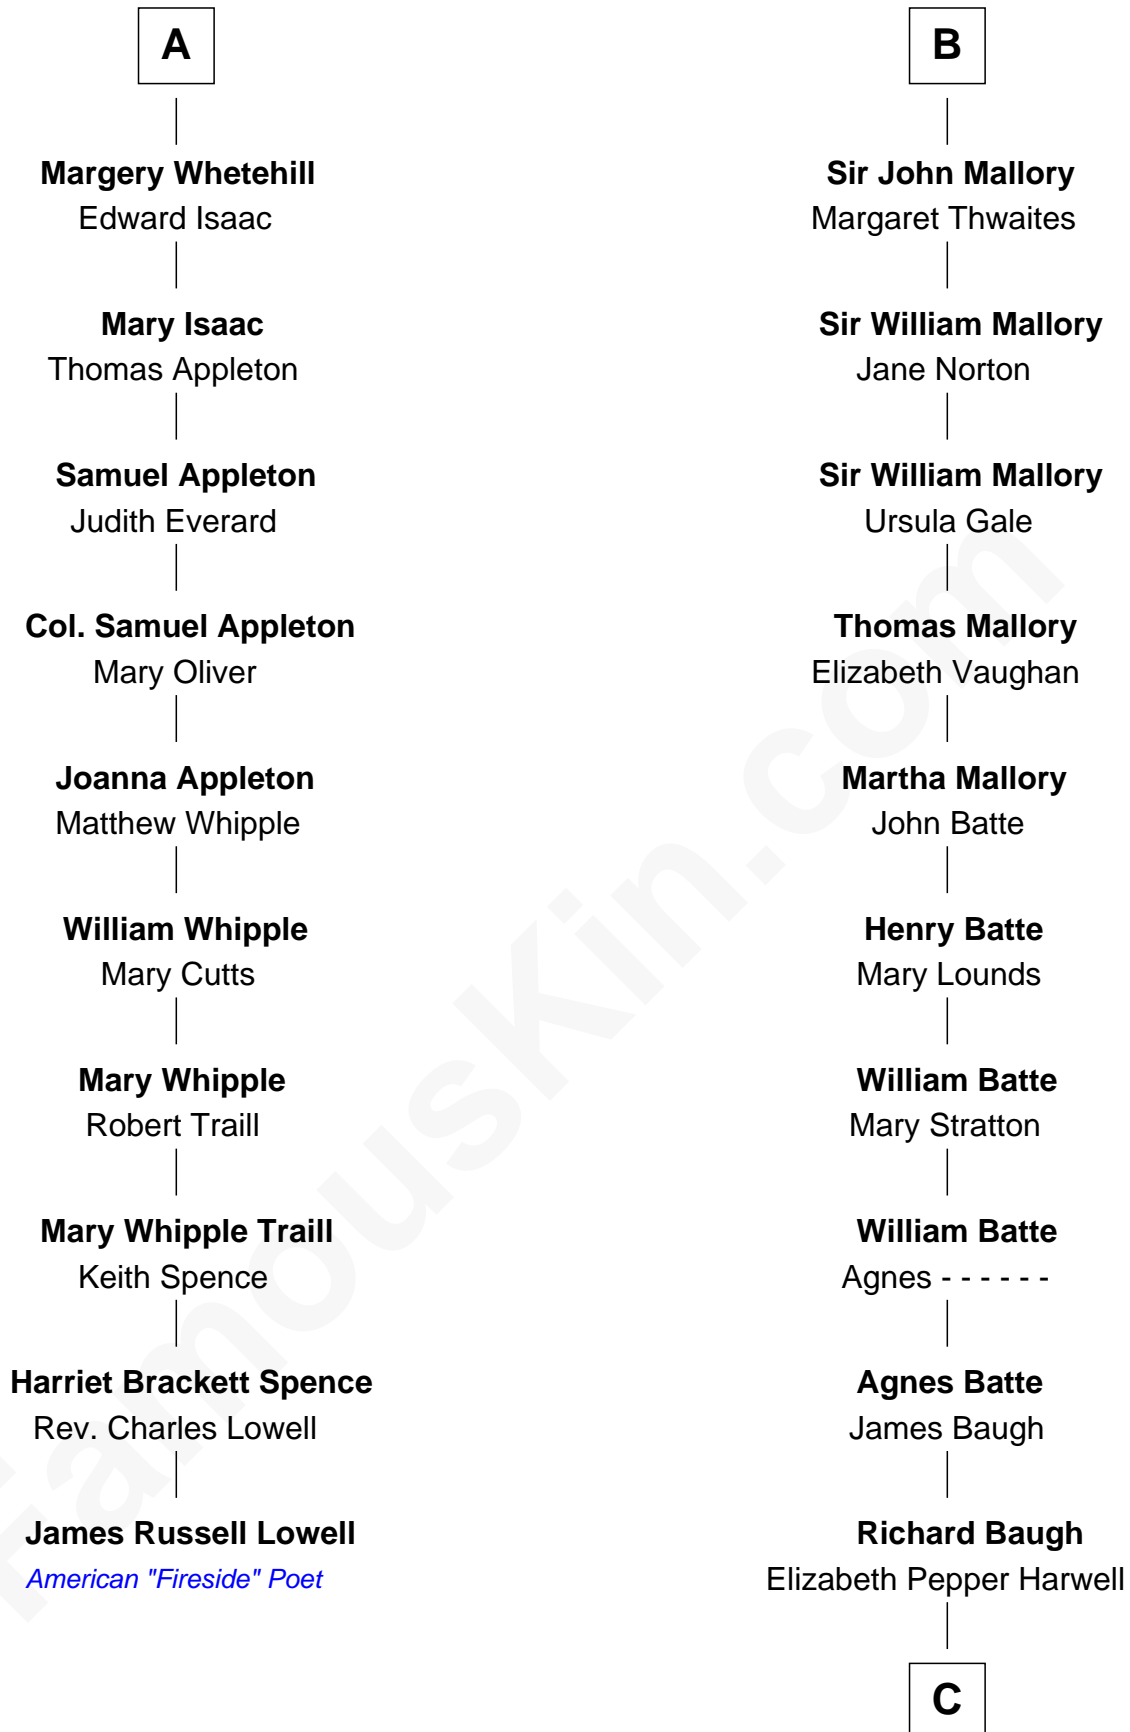 A
Margery Whetehill
Edward Isaac
Mary Isaac
Thomas Appleton
Samuel Appleton
Judith Everard
Col. Samuel Appleton
Mary Oliver
Joanna Appleton
Matthew Whipple
William Whipple
Mary Cutts
Mary Whipple
Robert Traill
Mary Whipple Traill
Keith Spence
Harriet Brackett Spence
Rev. Charles Lowell
James Russell Lowell
American "Fireside" Poet
B
Sir John Mallory
Margaret Thwaites
Sir William Mallory
Jane Norton
Sir William Mallory
Ursula Gale
Thomas Mallory
Elizabeth Vaughan
Martha Mallory
John Batte
Henry Batte
Mary Lounds
William Batte
Mary Stratton
William Batte
Agnes - - - - - -
Agnes Batte
James Baugh
Richard Baugh
Elizabeth Pepper Harwell
C
FamousKin.com